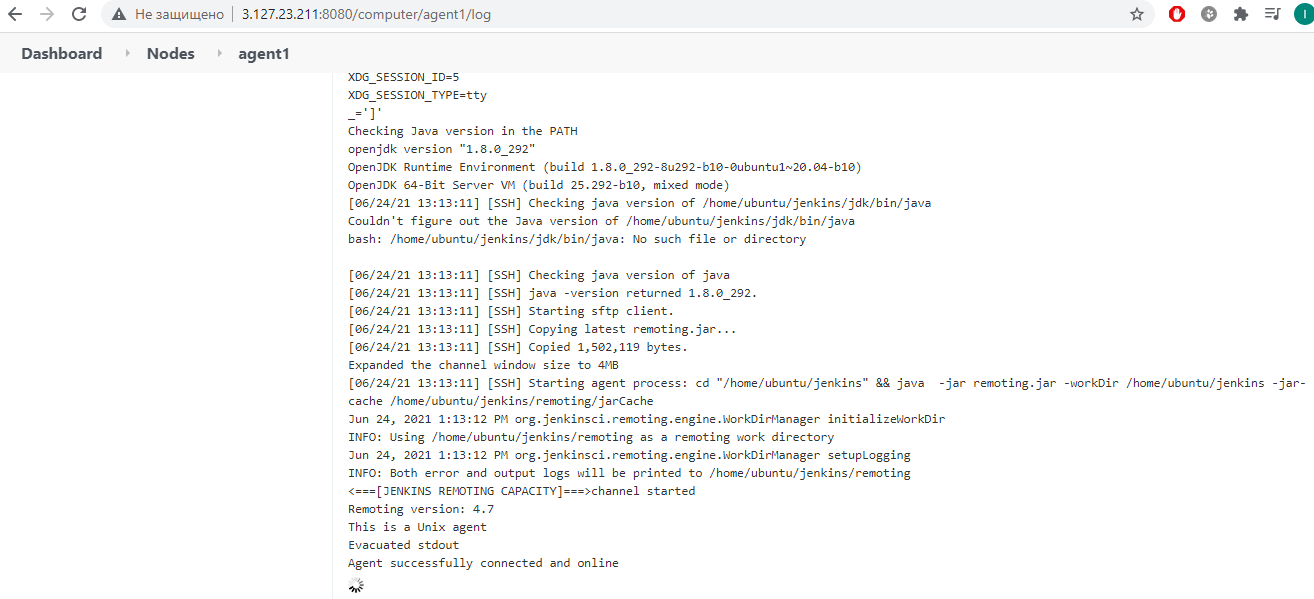 Не защищено 3.127.23.211:8080/computer/agent1/log
I
Dashboard Nodes agent1
XDG_SESSION_ID=5
XDG_SESSION_TYPE=tty
_=']'
Checking Java version in the PATH
openjdk version "1.8.0_292"
OpenJDK Runtime Environment (build 1.8.0_292-8u292-b10-0ubuntu1~20.04-b10)
OpenJDK 64-Bit Server VM (build 25.292-b10, mixed mode)
[06/24/21 13:13:11] [SSH] Checking java version of /home/ubuntu/jenkins/jdk/bin/java
Couldn't figure out the Java version of /home/ubuntu/jenkins/jdk/bin/java
bash: /home/ubuntu/jenkins/jdk/bin/java: No such file or directory
[06/24/21 13:13:11] [SSH] Checking java version of java
[06/24/21 13:13:11] [SSH] java -version returned 1.8.0_292.
[06/24/21 13:13:11] [SSH] Starting sftp client.
[06/24/21 13:13:11] [SSH] Copying latest remoting.jar...
[06/24/21 13:13:11] [SSH] Copied 1,502,119 bytes.
Expanded the channel window size to 4MB
[06/24/21 13:13:11] [SSH] Starting agent process: cd "/home/ubuntu/jenkins" && java  -jar remoting.jar -workDir /home/ubuntu/jenkins -jar-
cache /home/ubuntu/jenkins/remoting/jarCache
Jun 24, 2021 1:13:12 PM org.jenkinsci.remoting.engine.WorkDirManager initializeWorkDir
INFO: Using /home/ubuntu/jenkins/remoting as a remoting work directory
Jun 24, 2021 1:13:12 PM org.jenkinsci.remoting.engine.WorkDirManager setupLogging
INFO: Both error and output logs will be printed to /home/ubuntu/jenkins/remoting
<===[JENKINS REMOTING CAPACITY]===>channel started
Remoting version: 4.7
This is a Unix agent
Evacuated stdout
Agent successfully connected and online